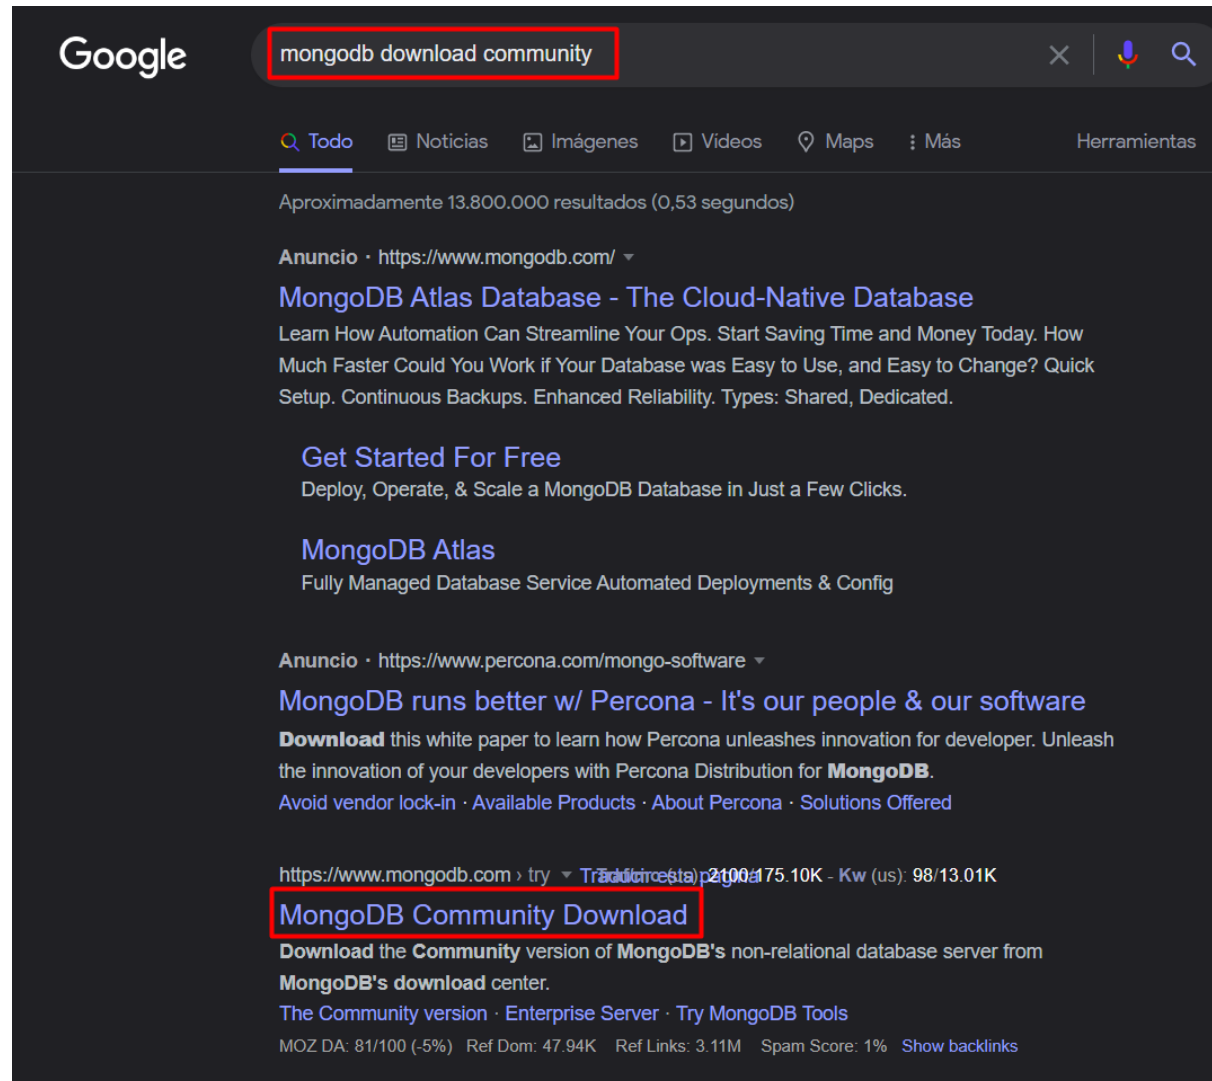 Google
mongodb download community
Todo Noticias Imágenes Videos Maps Más Herramientas
Aproximadamente 13.800.000 resultados (0,53 segundos)
Anuncio · https://www.mongodb.com/
MongoDB Atlas Database - The Cloud-Native Database
Learn How Automation Can Streamline Your Ops. Start Saving Time and Money Today. How
Much Faster Could You Work if Your Database was Easy to Use, and Easy to Change? Quick
Setup. Continuous Backups. Enhanced Reliability. Types: Shared, Dedicated.
Get Started For Free
Deploy, Operate, & Scale a MongoDB Database in Just a Few Clicks.
MongoDB Atlas
Fully Managed Database Service Automated Deployments & Config
Anuncio · https://www.percona.com/mongo-software
MongoDB runs better w/ Percona - It's our people & our software
Download this white paper to learn how Percona unleashes innovation for developer. Unleash
the innovation of your developers with Percona Distribution for MongoDB.
Avoid vendor lock-in · Available Products · About Percona · Solutions Offered
https://www.mongodb.com › try 175.10K - Kw (us): 98/13.01K
MongoDB Community Download
Download the Community version of MongoDB's non-relational database server from
MongoDB's download center.
The Community version · Enterprise Server · Try MongoDB Tools
MOZ DA: 81/100 (-5%) Ref Dom: 47.94K Ref Links: 3.11M Spam Score: 1% Show backlinks